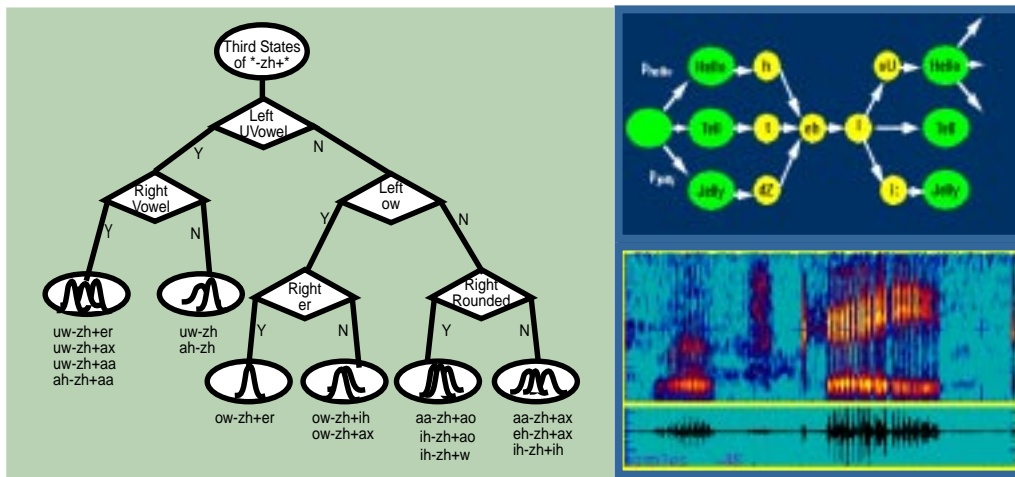 Third States
of *-zh+*
Left
UVowel
Y
N
Right
Vowel
Left
ow
Y
N
Y
N
Right
er
Right
Rounded
Y
N
Y
N
uw-zh+er
uw-zh+ax
uw-zh+aa
ah-zh+aa
uw-zh
ah-zh
ow-zh+er
ow-zh+ih
ow-zh+ax
aa-zh+ao
ih-zh+ao
ih-zh+w
aa-zh+ax
eh-zh+ax
ih-zh+ih
Phello
Hello
h
oU
Hello
Tell
t
eh
l
Tell
Jelly
dZ
i:
Jelly